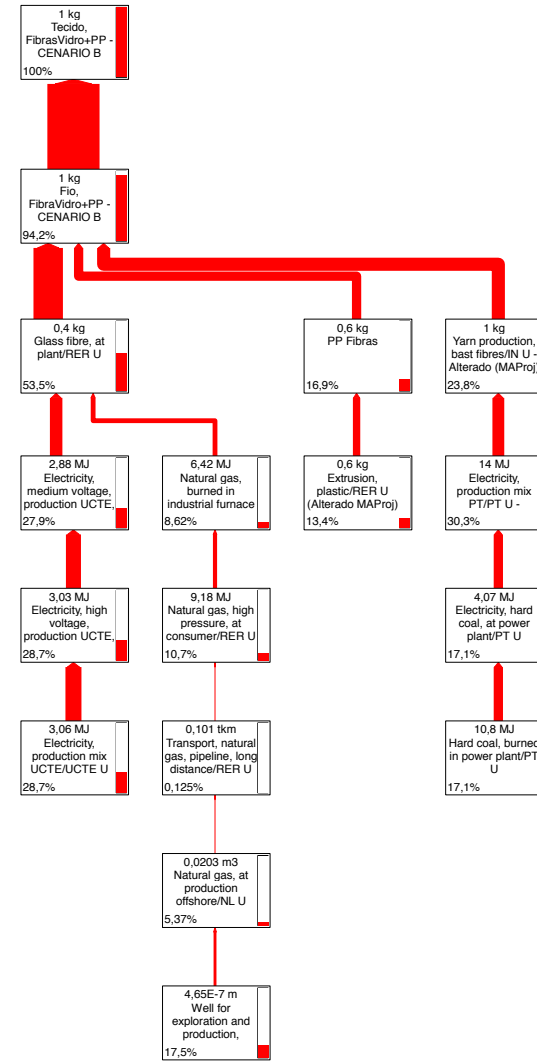 1 kg
Tecido,
FibrasVidro+PP -
CENARIO B
100%
1 kg
Fio,
FibraVidro+PP -
CENARIO B
94,2%
0,4 kg
Glass fibre, at
plant/RER U
53,5%
0,6 kg
PP Fibras
16,9%
1 kg
Yarn production,
bast fibres/IN U -
Alterado (MAProj)
23,8%
2,88 MJ
Electricity,
medium voltage,
production UCTE,
27,9%
6,42 MJ
Natural gas,
burned in
industrial furnace
8,62%
0,6 kg
Extrusion,
plastic/RER U
(Alterado MAProj)
13,4%
14 MJ
Electricity,
production mix
PT/PT U -
30,3%
3,03 MJ
Electricity, high
voltage,
production UCTE,
28,7%
9,18 MJ
Natural gas, high
pressure, at
consumer/RER U
10,7%
4,07 MJ
Electricity, hard
coal, at power
plant/PT U
17,1%
3,06 MJ
Electricity,
production mix
UCTE/UCTE U
28,7%
0,101 tkm
Transport, natural
gas, pipeline, long
distance/RER U
0,125%
10,8 MJ
Hard coal, burned
in power plant/PT
U
17,1%
0,0203 m3
Natural gas, at
production
offshore/NL U
5,37%
4,65E-7 m
Well for
exploration and
production,
17,5%